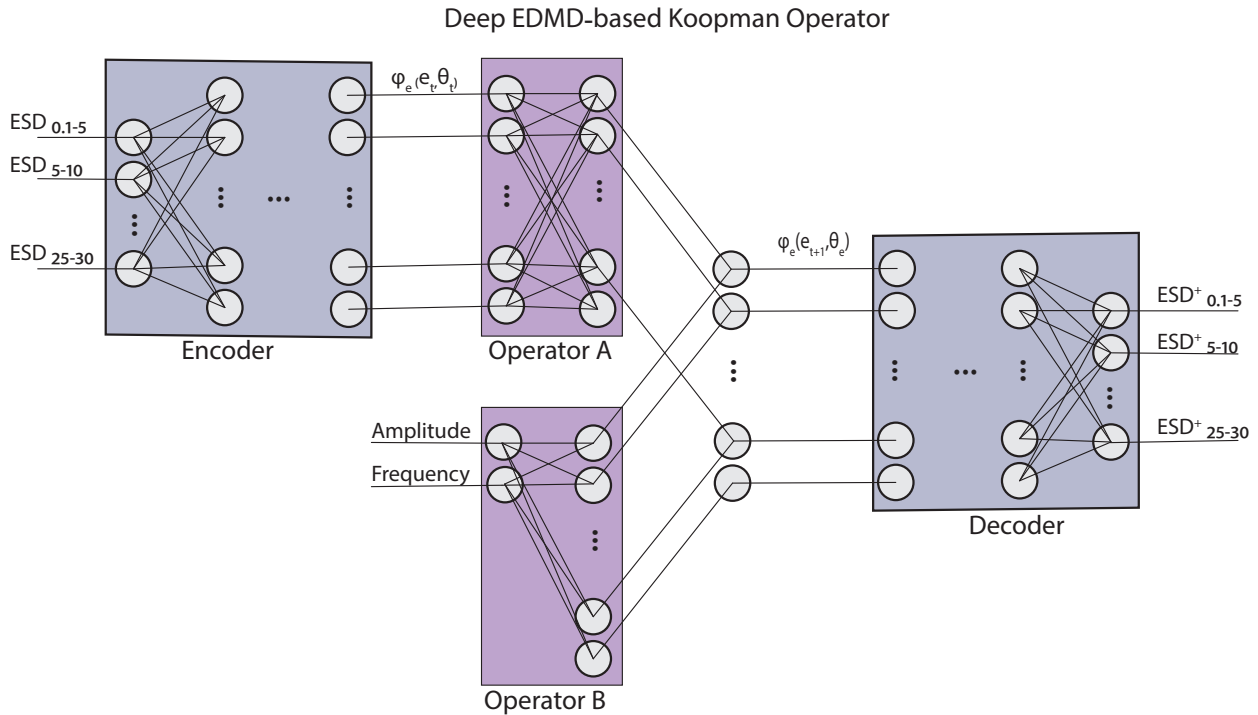 Deep EDMD-based Koopman Operator
φe(et,θt)
ESD 0.1-5
ESD 5-10
ESD 25-30
Encoder
Operator A
φe(et+1,θe)
ESD+ 0.1-5
ESD+ 5-10
ESD+ 25-30
Decoder
Amplitude
Frequency
Operator B